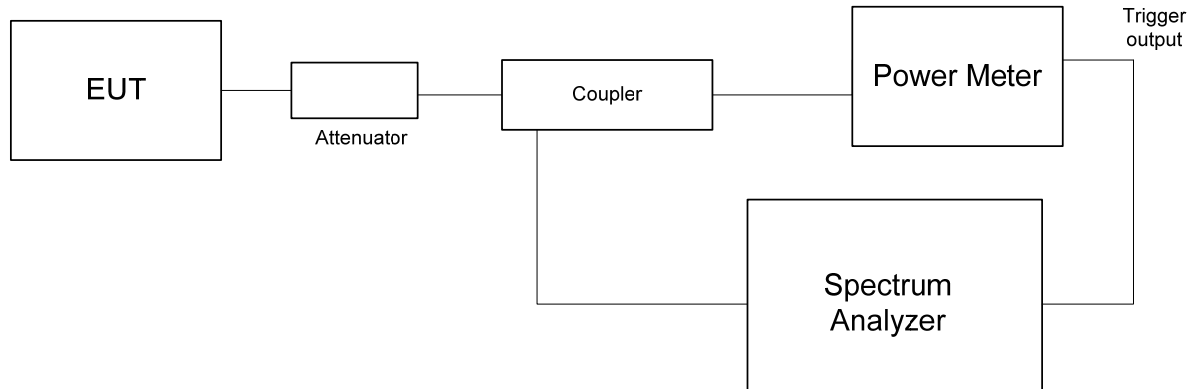 EUT
Attenuator
Coupler
Power Meter
Trigger
output
Spectrum
Analyzer